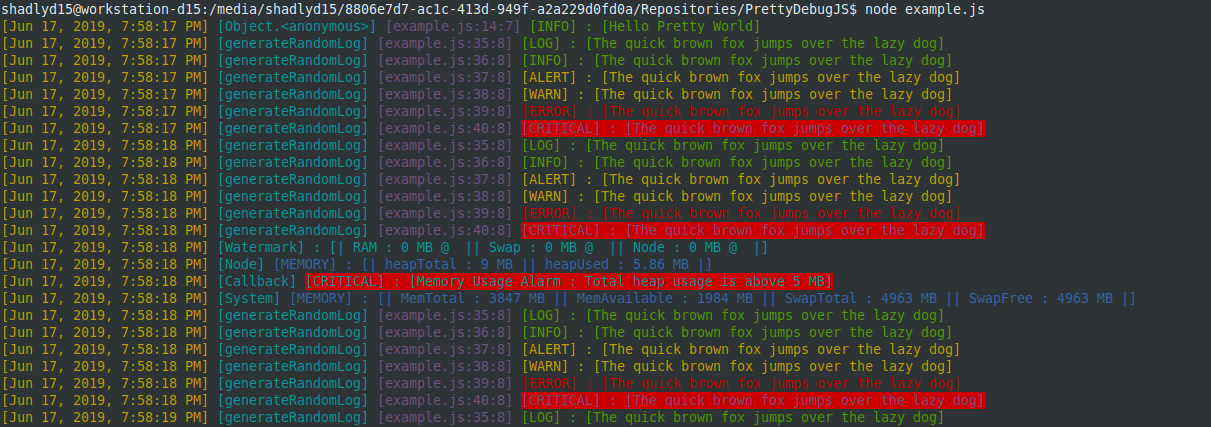 shadlyd15@workstation-d15:/media/shadlyd15/8806e7d7-ac1c-413d-949f-a2a229d0fd0a/Repositories/PrettyDebugJS$ node example.js
[Jun 17, 2019, 7:58:17 PM] [Object.<anonymous>] [example.js:14:7] [INFO] : [Hello Pretty World]
[Jun 17, 2019, 7:58:17 PM] [generateRandomLog] [example.js:35:8] [LOG] : [The quick brown fox jumps over the lazy dog]
[Jun 17, 2019, 7:58:17 PM] [generateRandomLog] [example.js:36:8] [INFO] : [The quick brown fox jumps over the lazy dog]
[Jun 17, 2019, 7:58:17 PM] [generateRandomLog] [example.js:37:8] [ALERT] : [The quick brown fox jumps over the lazy dog]
[Jun 17, 2019, 7:58:17 PM] [generateRandomLog] [example.js:38:8] [WARN] : [The quick brown fox jumps over the lazy dog]
[Jun 17, 2019, 7:58:17 PM] [generateRandomLog] [example.js:39:8] [ERROR] : [The quick brown fox jumps over the lazy dog]
[Jun 17, 2019, 7:58:17 PM] [generateRandomLog] [example.js:40:8] [CRITICAL] : [The quick brown fox jumps over the lazy dog]
[Jun 17, 2019, 7:58:18 PM] [generateRandomLog] [example.js:35:8] [LOG] : [The quick brown fox jumps over the lazy dog]
[Jun 17, 2019, 7:58:18 PM] [generateRandomLog] [example.js:36:8] [INFO] : [The quick brown fox jumps over the lazy dog]
[Jun 17, 2019, 7:58:18 PM] [generateRandomLog] [example.js:37:8] [ALERT] : [The quick brown fox jumps over the lazy dog]
[Jun 17, 2019, 7:58:18 PM] [generateRandomLog] [example.js:38:8] [WARN] : [The quick brown fox jumps over the lazy dog]
[Jun 17, 2019, 7:58:18 PM] [generateRandomLog] [example.js:39:8] [ERROR] : [The quick brown fox jumps over the lazy dog]
[Jun 17, 2019, 7:58:18 PM] [generateRandomLog] [example.js:40:8] [CRITICAL] : [The quick brown fox jumps over the lazy dog]
[Jun 17, 2019, 7:58:18 PM] [Watermark] : [| RAM : 0 MB @  || Swap : 0 MB @  || Node : 0 MB @  |]
[Jun 17, 2019, 7:58:18 PM] [Node] [MEMORY] : [| heapTotal : 9 MB || heapUsed : 5.86 MB |]
[Jun 17, 2019, 7:58:18 PM] [Callback] [CRITICAL] : [Memory Usage Alarm : Total heap usage is above 5 MB]
[Jun 17, 2019, 7:58:18 PM] [System] [MEMORY] : [| MemTotal : 3847 MB || MemAvailable : 1984 MB || SwapTotal : 4963 MB || SwapFree : 4963 MB |]
[Jun 17, 2019, 7:58:18 PM] [generateRandomLog] [example.js:35:8] [LOG] : [The quick brown fox jumps over the lazy dog]
[Jun 17, 2019, 7:58:18 PM] [generateRandomLog] [example.js:36:8] [INFO] : [The quick brown fox jumps over the lazy dog]
[Jun 17, 2019, 7:58:18 PM] [generateRandomLog] [example.js:37:8] [ALERT] : [The quick brown fox jumps over the lazy dog]
[Jun 17, 2019, 7:58:18 PM] [generateRandomLog] [example.js:38:8] [WARN] : [The quick brown fox jumps over the lazy dog]
[Jun 17, 2019, 7:58:18 PM] [generateRandomLog] [example.js:39:8] [ERROR] : [The quick brown fox jumps over the lazy dog]
[Jun 17, 2019, 7:58:18 PM] [generateRandomLog] [example.js:40:8] [CRITICAL] : [The quick brown fox jumps over the lazy dog]
[Jun 17, 2019, 7:58:19 PM] [generateRandomLog] [example.js:35:8] [LOG] : [The quick brown fox jumps over the lazy dog]